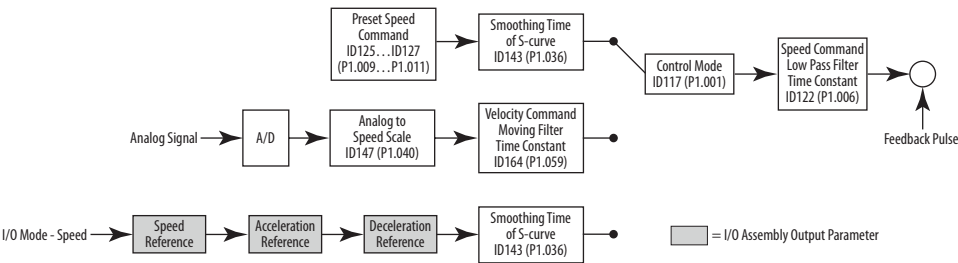 Preset Speed
Command
ID125…ID127
(P1.009…P1.011)
Smoothing Time
of S-curve
ID143 (P1.036)
Control Mode
ID117 (P1.001)
Speed Command
Low Pass Filter
Time Constant
ID122 (P1.006)
Feedback Pulse
Analog Signal
A/D
Analog to
Speed Scale
ID147 (P1.040)
Velocity Command
Moving Filter
Time Constant
ID164 (P1.059)
I/O Mode - Speed
Speed
Reference
Acceleration
Reference
Deceleration
Reference
Smoothing Time
of S-curve
ID143 (P1.036)
= I/O Assembly Output Parameter